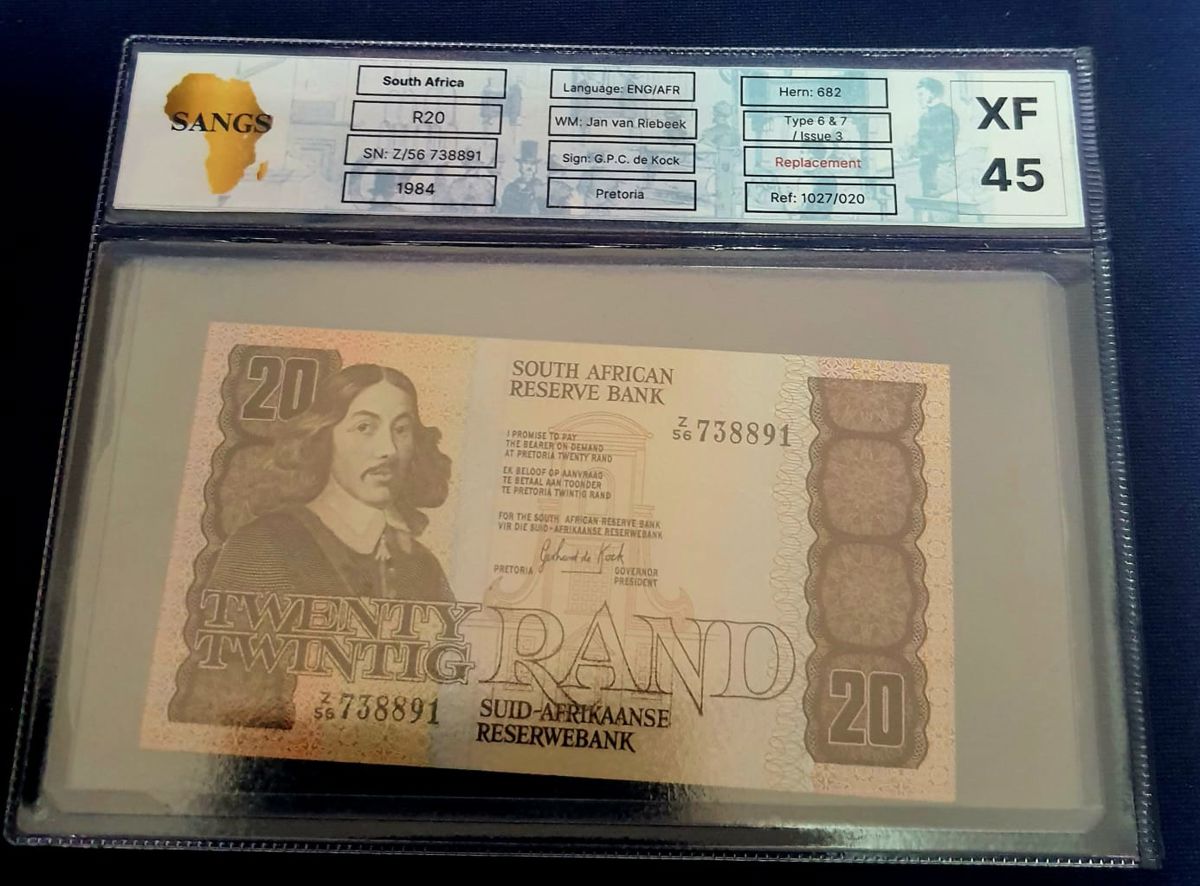 SANGS
South Africa
R20
SN: Z/56 738891
1984
Language: ENG/AFR
WM: Jan van Riebeek
Sign: G.P.C. de Kock
Pretoria
Hern: 682
Type 6 & 7
/ Issue 3
Replacement
Ref: 1027/020
XF
45
20
SOUTH AFRICAN
RESERVE BANK
Z
56 738891
I PROMISE TO PAY
THE BEARER ON DEMAND
AT PRETORIA TWENTY RAND
EK BELOOF OP AANVRAAG
TE BETAAL AAN TOONDER
TE PRETORIA TWINTIG RAND
FOR THE SOUTH AFRICAN RESERVE BANK
VIR DIE SUID-AFRIKAANSE RESERWEBANK
Gerhard de Kock
PRETORIA GOVERNOR
PRESIDENT
TWENTY
TWINTIG
RAND
Z
56 738891
SUID-AFRIKAANSE
RESERWEBANK
20